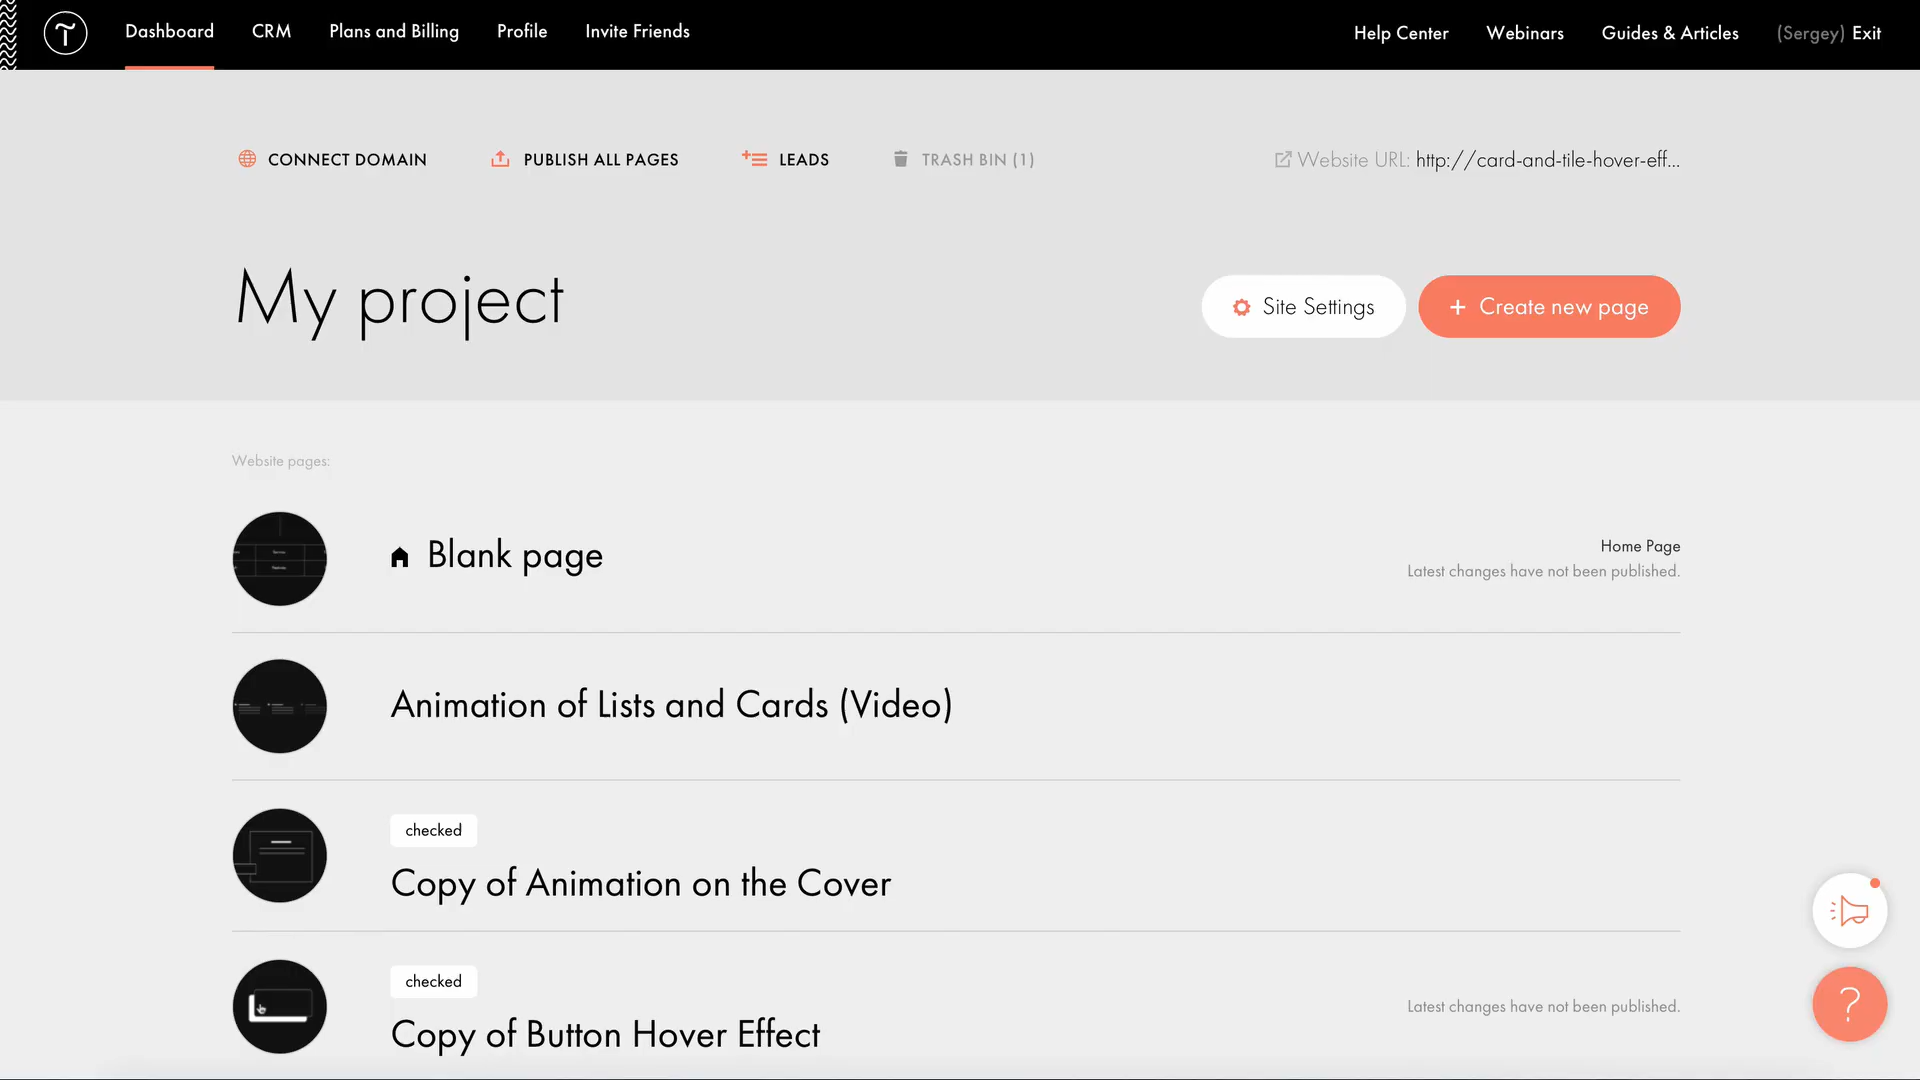 Dashboard
CRM
Plans and Billing
Profile
Invite Friends
Help Center
Webinars
Guides & Articles
(Sergey) Exit
CONNECT DOMAIN
PUBLISH ALL PAGES
LEADS
TRASH BIN (1)
Website URL: http://card-and-tile-hover-eff...
My project
Site Settings
+ Create new page
Website pages:
Blank page
Home Page
Latest changes have not been published.
Animation of Lists and Cards (Video)
checked
Copy of Animation on the Cover
checked
Copy of Button Hover Effect
Latest changes have not been published.
?